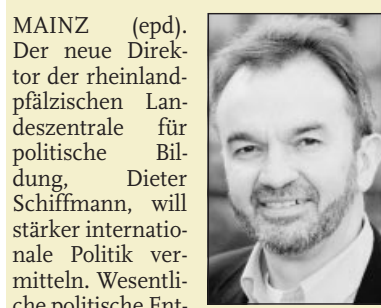 MAINZ (epd).
Der neue Direk-
tor der rheinland-
pfälzischen Lan-
deszentrale für
politische Bil-
dung, Dieter
Schiffmann, will
stärker internatio-
nale Politik ver-
mitteln. Wesentli-
che politische Ent-